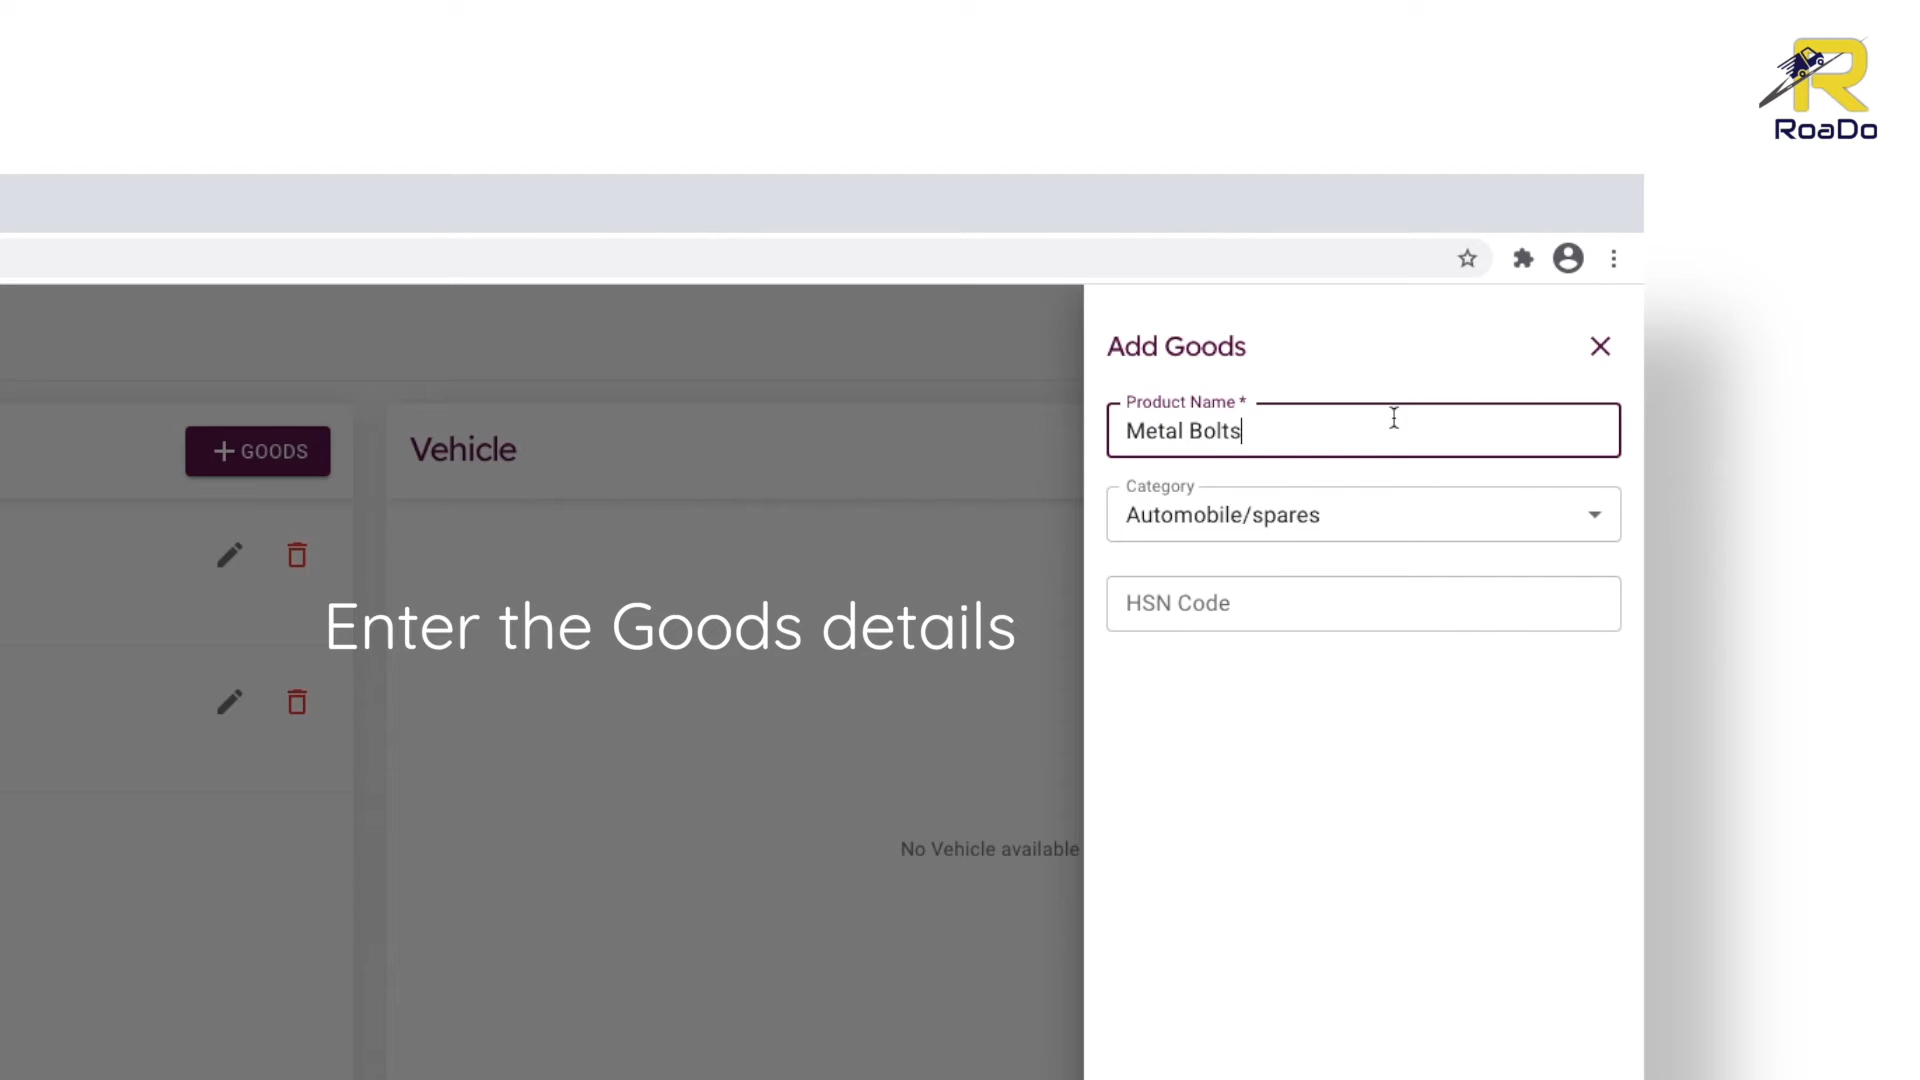 RoaDo
Add Goods
Product Name *
Metal Bolts
GOODS
Vehicle
Category
Automobile/spares
HSN Code
Enter the Goods details
No Vehicle available